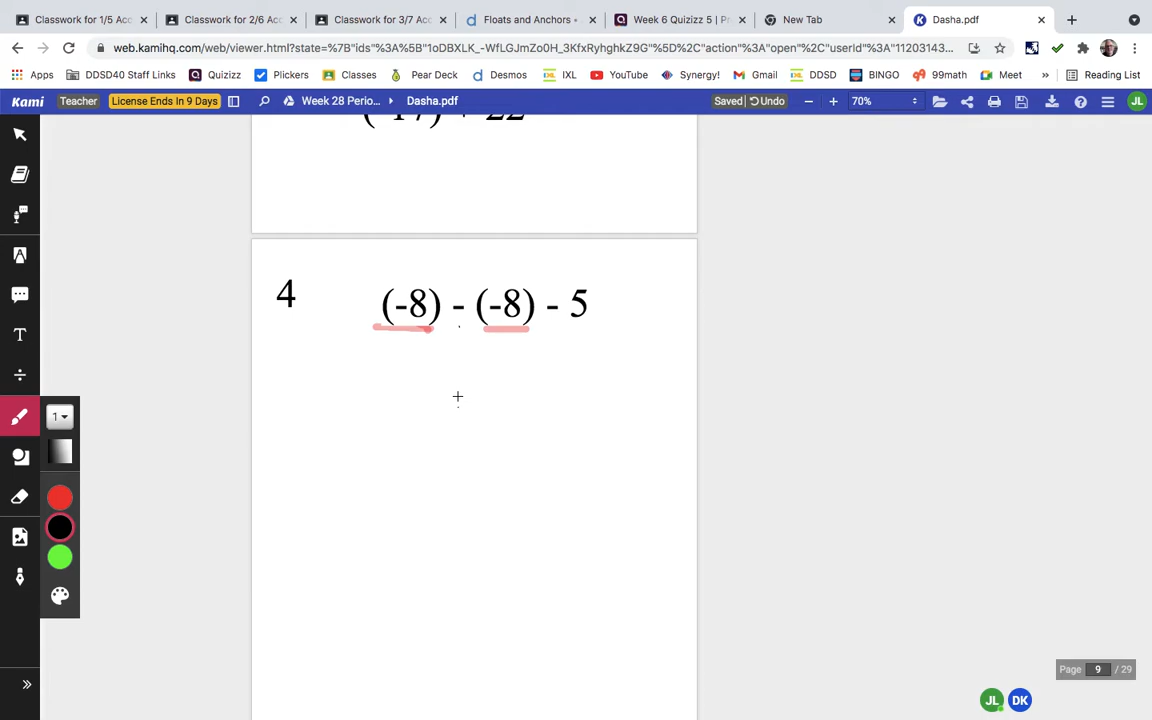 Classwork for 1/5 Acc
Classwork for 2/6 Acc
Classwork for 3/7 Acc
Floats and Anchors •
Week 6 Quizizz 5 | P
New Tab
Dasha.pdf
web.kamihq.com/web/viewer.html?state=%7B"ids"%3A%5B"1oDBXLK_-WfLGJmZo0H_3KfxRyhghkZ9G"%5D%2C"action"%3A"open"%2C"userId"%3A"11203143...
Apps
DDSD40 Staff Links
Quizizz
Plickers
Classes
Pear Deck
Desmos
IXL
YouTube
Synergy!
Gmail
DDSD
BINGO
99math
Meet
»
Reading List
Kami
Teacher
License Ends In 9 Days
Week 28 Perio...
Dasha.pdf
Saved
Undo
70%
JL
4 (-8) - (-8) - 5
1
Page 9 / 29
JL DK